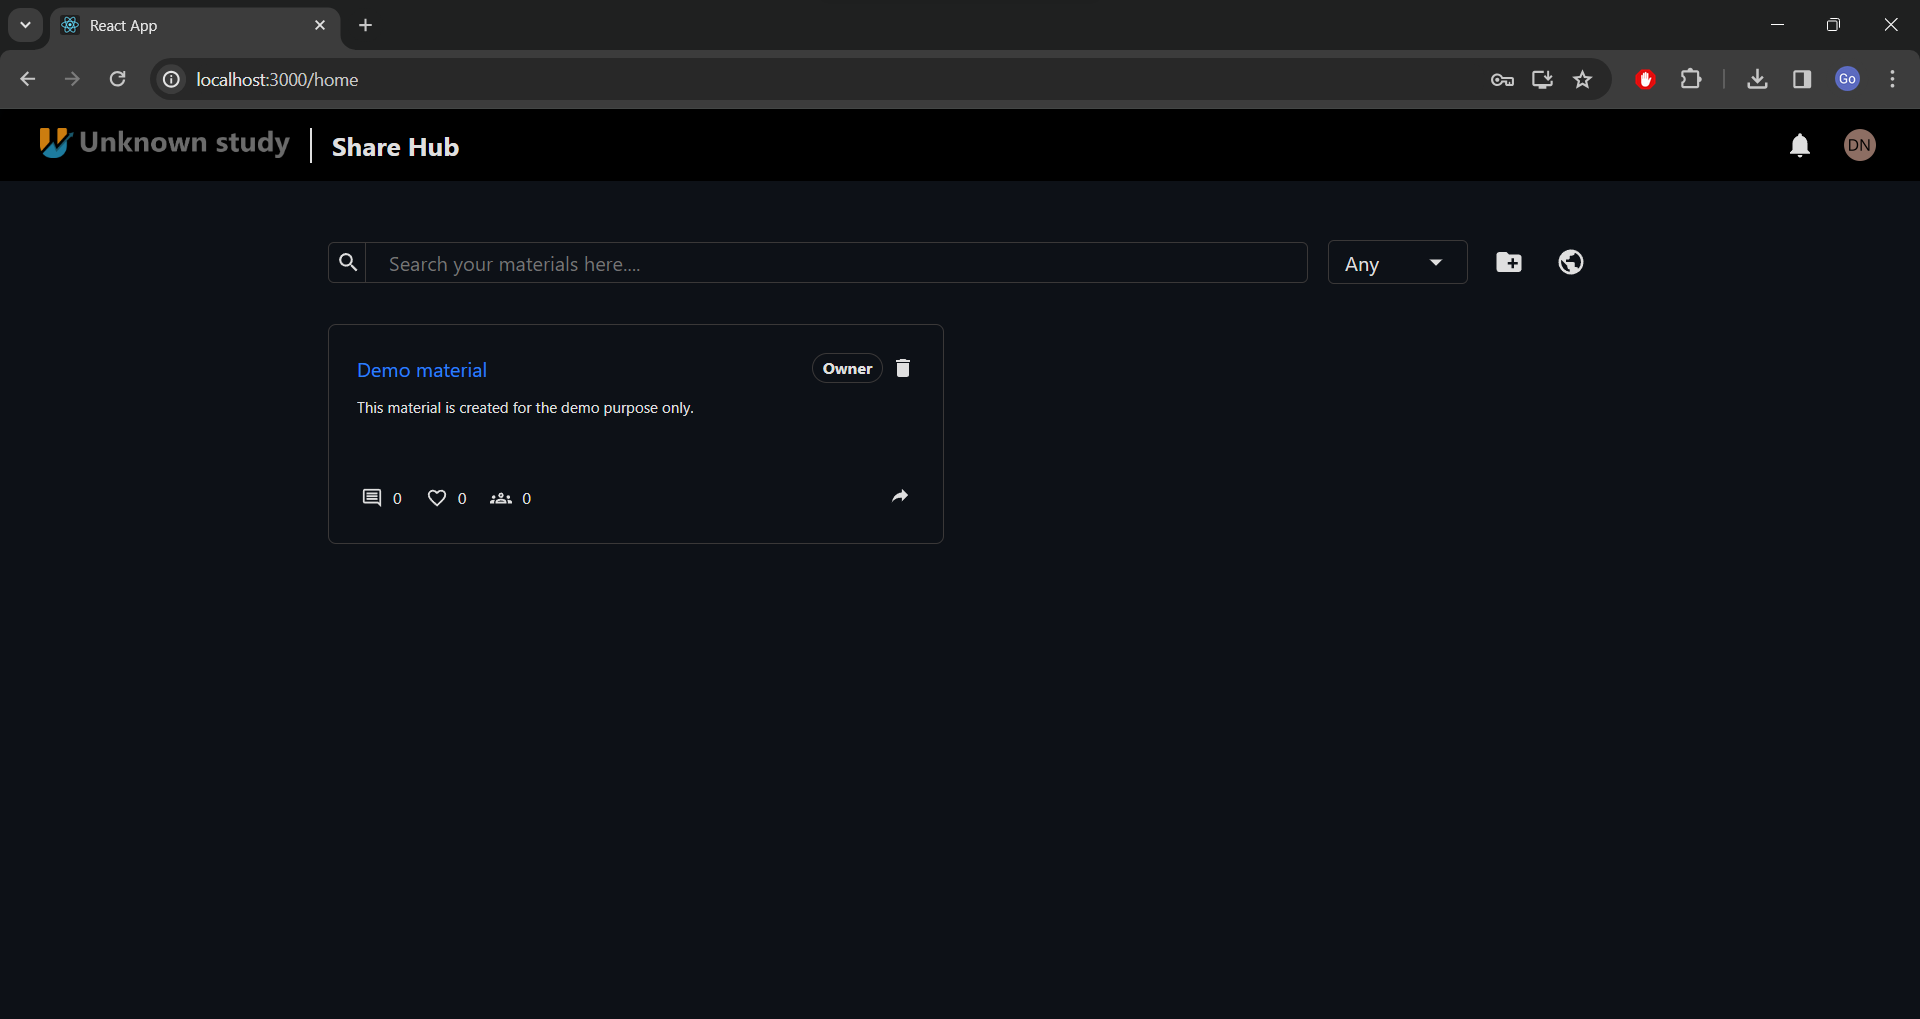 React App
localhost:3000/home
Go
Unknown study
Share Hub
DN
Search your materials here....
Any
Demo material
Owner
This material is created for the demo purpose only.
0 0 0